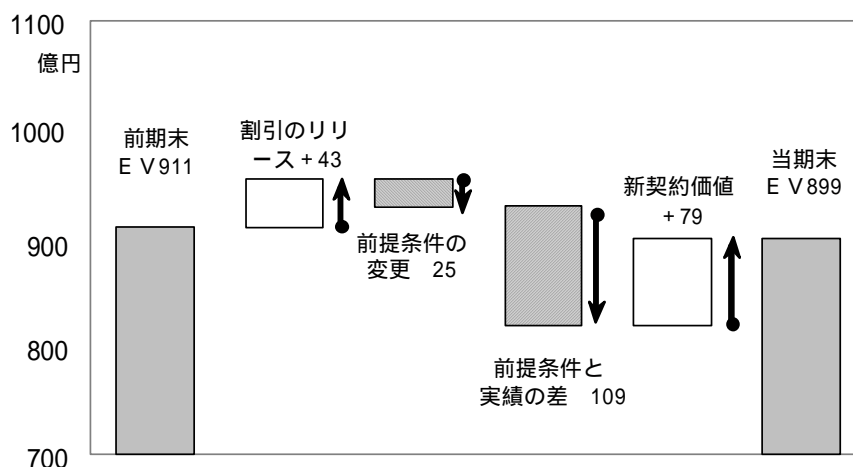 1100
億円
1000
900
800
700
前期末
ＥＶ911
割引のリリ
ース＋43
前提条件の
変更　25
前提条件と
実績の差　109
新契約価値
＋79
当期末
ＥＶ899